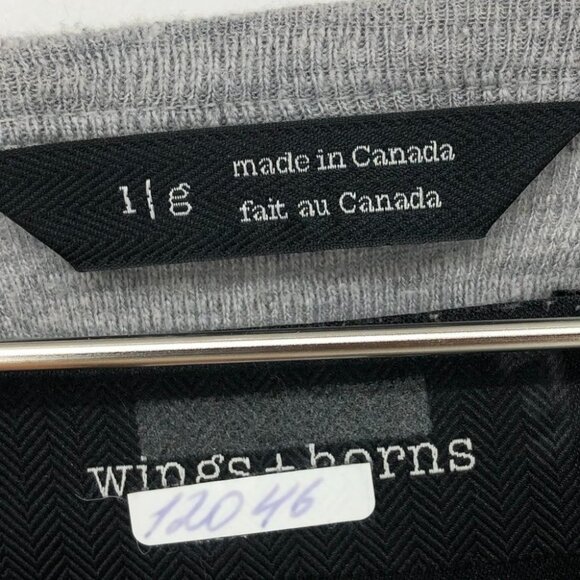 l|g made in Canada
fait au Canada
wings+horns
12046